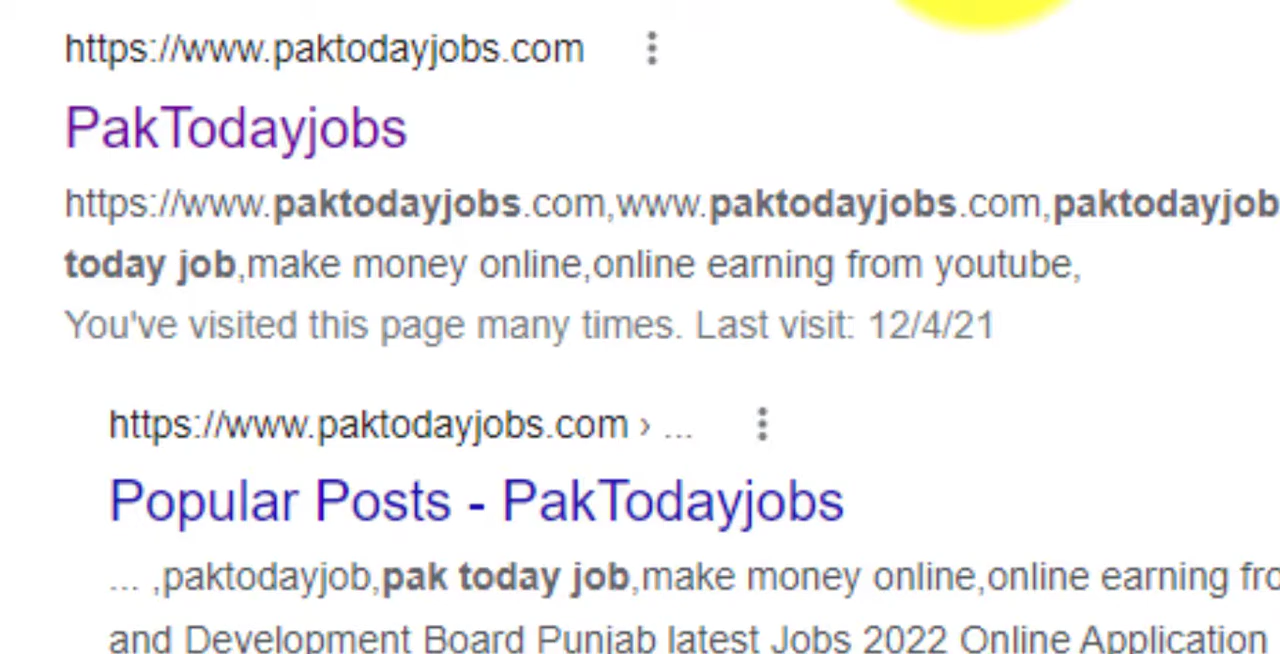 https://www.paktodayjobs.com
PakTodayjobs
https://www.paktodayjobs.com,www.paktodayjobs.com,paktodayjob
today job,make money online,online earning from youtube,
You've visited this page many times. Last visit: 12/4/21
https://www.paktodayjobs.com › ...
Popular Posts - PakTodayjobs
... ,paktodayjob,pak today job,make money online,online earning fro
and Development Board Punjab latest Jobs 2022 Online Application